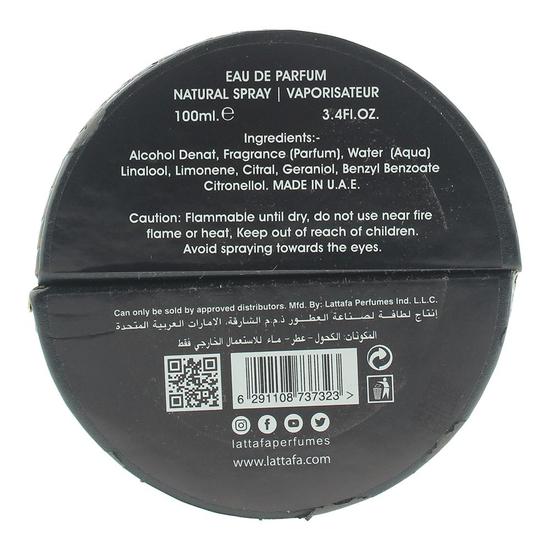 EAU DE PARFUM
NATURAL SPRAY | VAPORISATEUR
100ml.℮ 3.4Fl.OZ.
Ingredients:-
Alcohol Denat, Fragrance (Parfum), Water (Aqua)
Linalool, Limonene, Citral, Geraniol, Benzyl Benzoate
Citronellol. MADE IN U.A.E.
Caution: Flammable until dry, do not use near fire
flame or heat, Keep out of reach of children.
Avoid spraying towards the eyes.
Can only be sold by approved distributors. Mfd. By: Lattafa Perfumes Ind. L.L.C.
إنتاج لطافة لصناعة العطور ذ.م.م الشارقة، الامارات العربية المتحدة
المكونات: الكحول - عطر - ماء للاستعمال الخارجي فقط
6 291108 737323 >
lattafaperfumes
www.lattafa.com